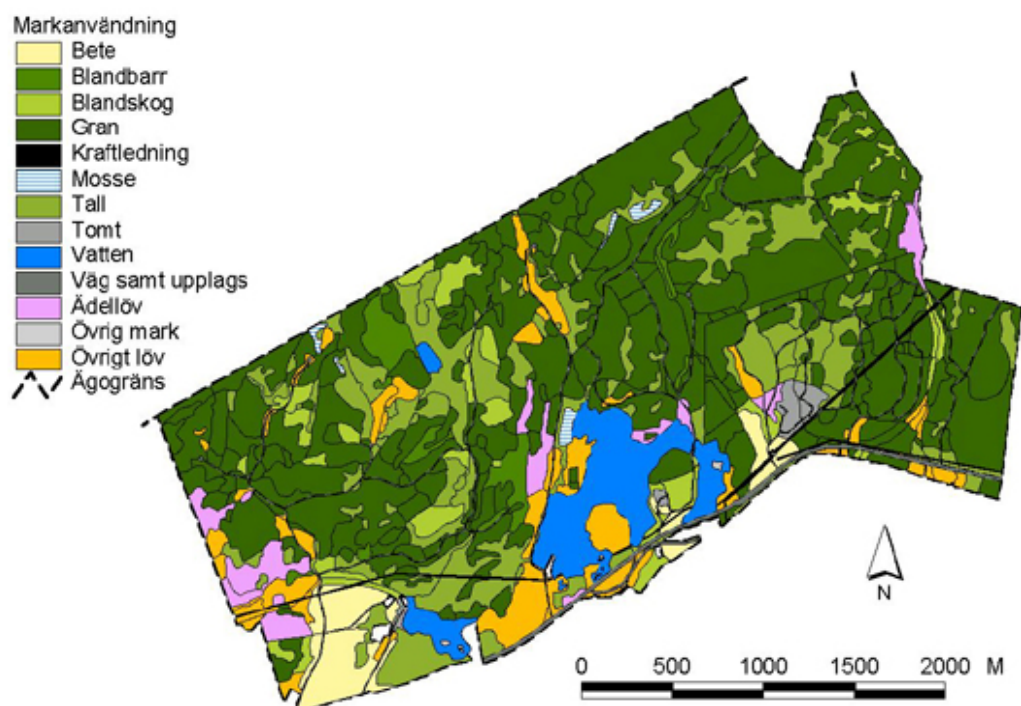 Markanvändning
Bete
Blandbarr
Blandskog
Gran
Kraftledning
Mosse
Tall
Tomt
Vatten
Väg samt upplags
Ädellöv
Övrig mark
Övrigt löv
Ägogräns
N
0 500 1000 1500 2000 M